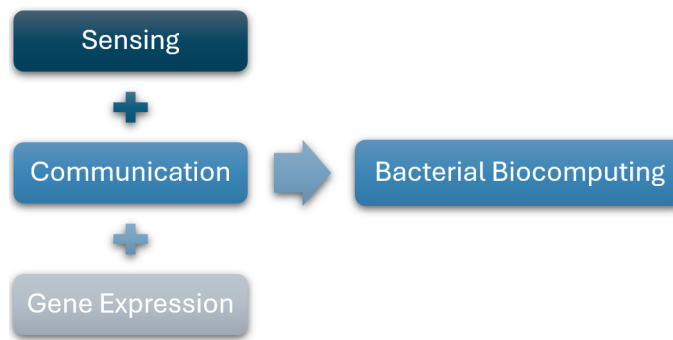 Sensing
Communication
Bacterial Biocomputing
Gene Expression